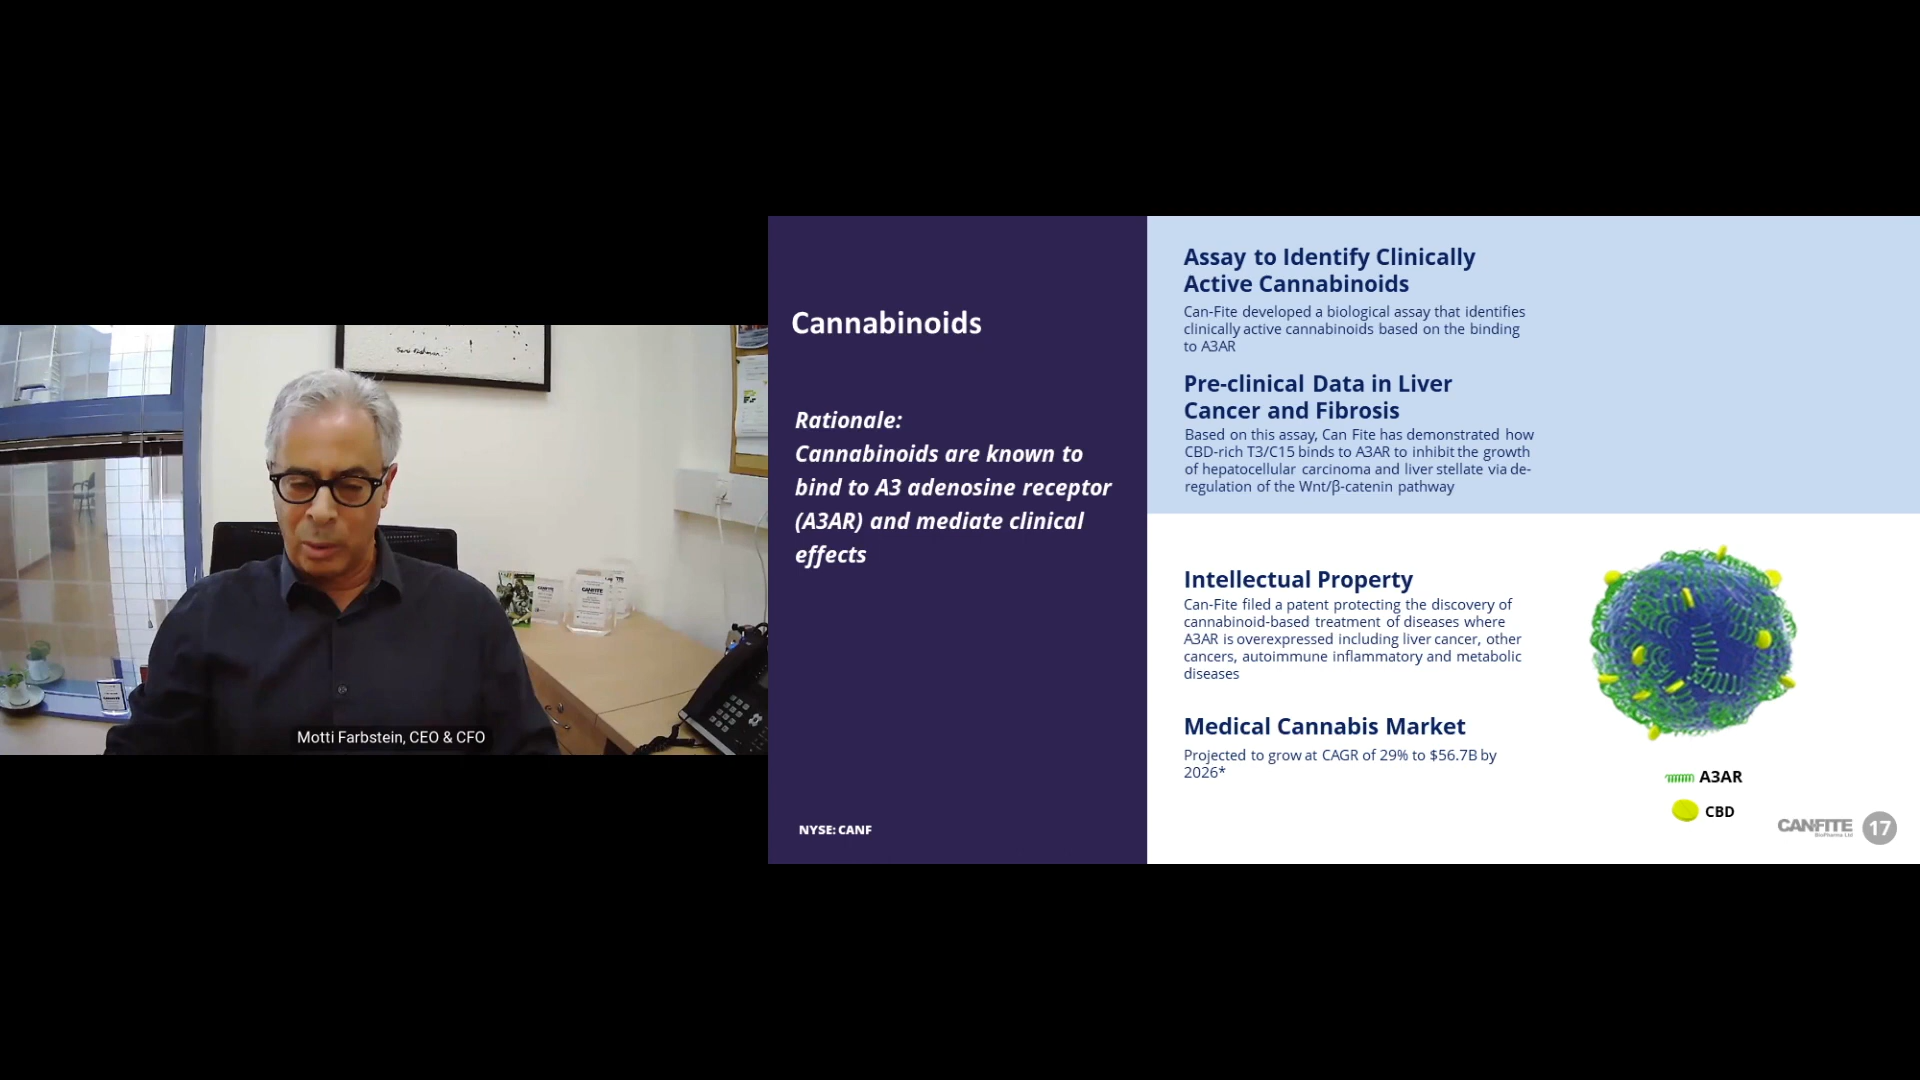 Motti Farbstein, CEO & CFO
Cannabinoids
Rationale:
Cannabinoids are known to
bind to A3 adenosine receptor
(A3AR) and mediate clinical
effects
NYSE: CANF
Assay to Identify Clinically
Active Cannabinoids
Can-Fite developed a biological assay that identifies
clinically active cannabinoids based on the binding
to A3AR
Pre-clinical Data in Liver
Cancer and Fibrosis
Based on this assay, Can Fite has demonstrated how
CBD-rich T3/C15 binds to A3AR to inhibit the growth
of hepatocellular carcinoma and liver stellate via de-
regulation of the Wnt/β-catenin pathway
Intellectual Property
Can-Fite filed a patent protecting the discovery of
cannabinoid-based treatment of diseases where
A3AR is overexpressed including liver cancer, other
cancers, autoimmune inflammatory and metabolic
diseases
Medical Cannabis Market
Projected to grow at CAGR of 29% to $56.7B by
2026*
A3AR
CBD
CAN-FITE
BioPharma Ltd
17